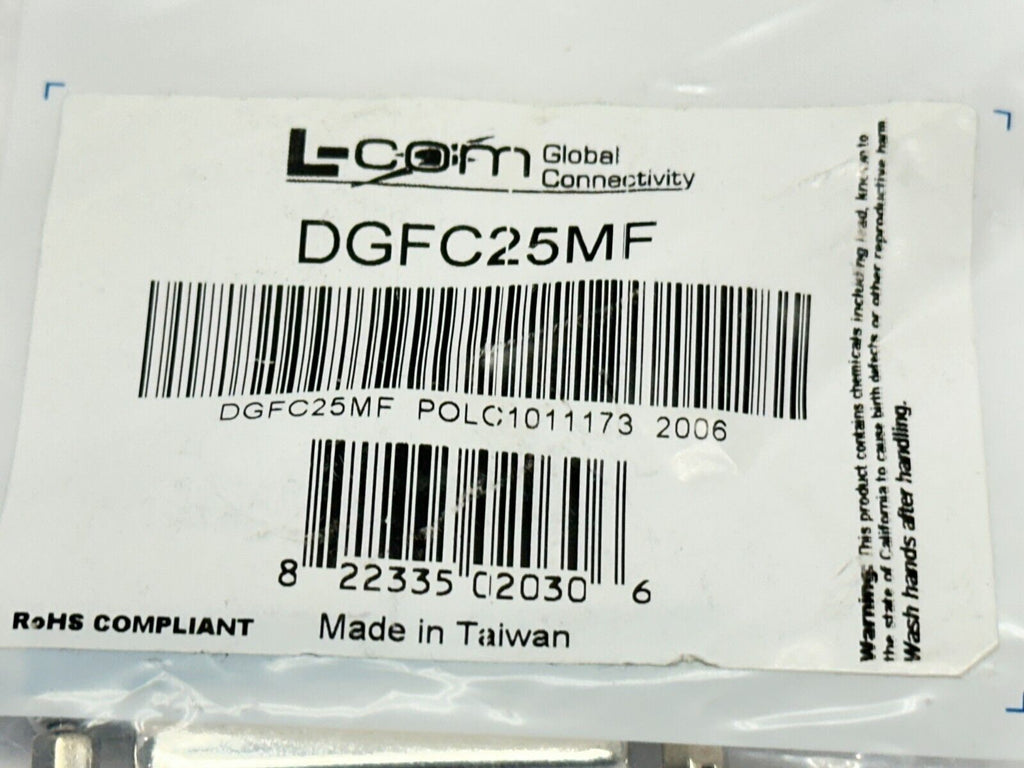 L-com Global
Connectivity
DGFC25MF
DGFC25MF POLC1011173 2006
8 22335 02030 6
RoHS COMPLIANT
Made in Taiwan
Warning: This product contains chemicals including lead, known to
the state of California to cause birth defects or other reproductive harm
Wash hands after handling.